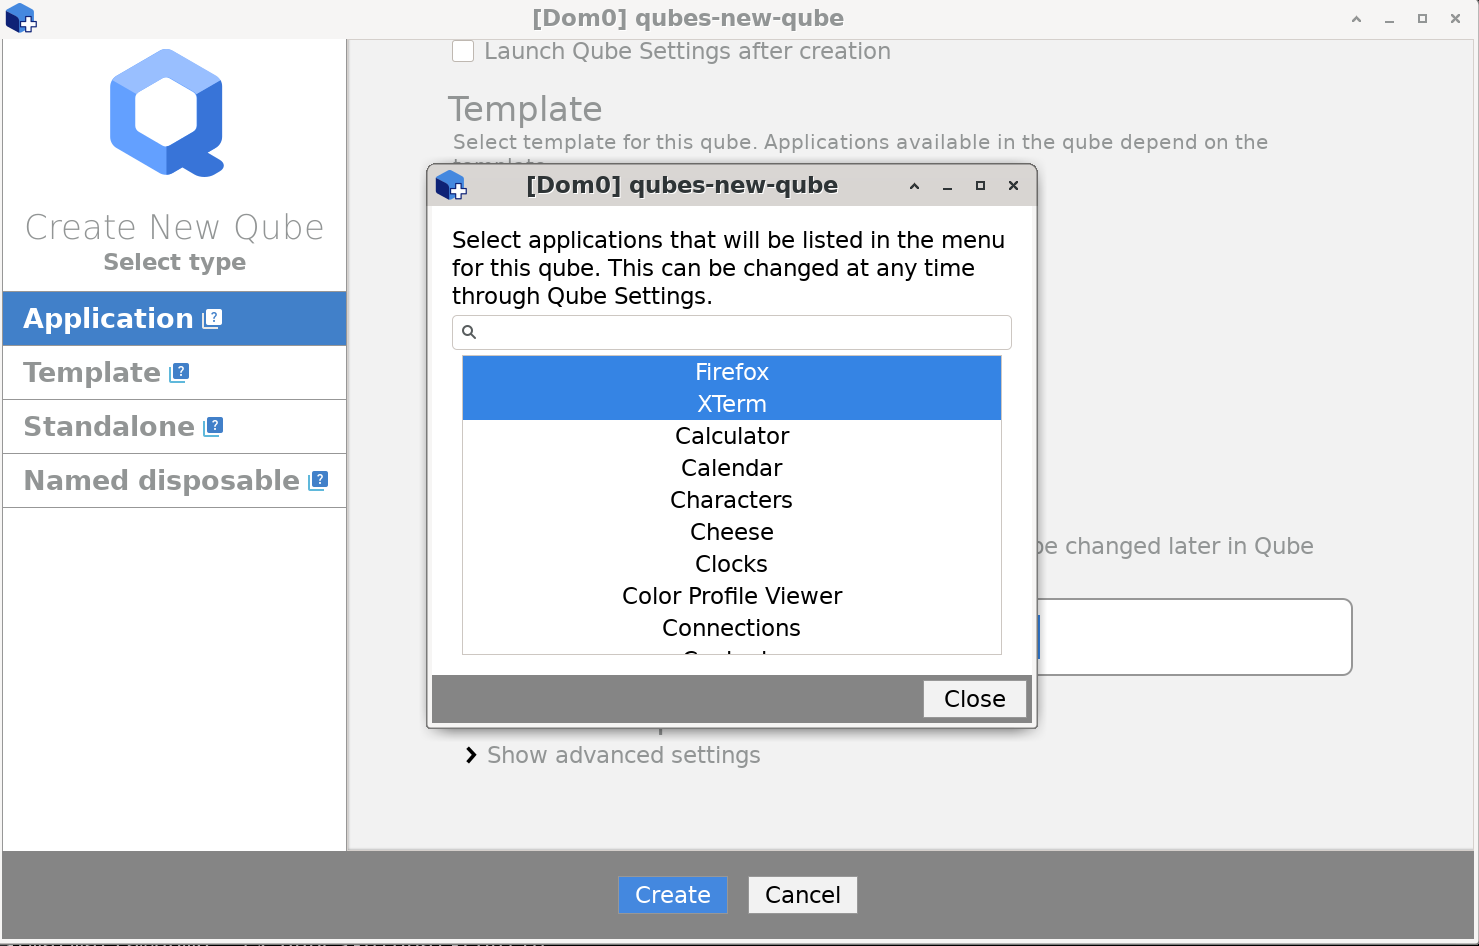 [Dom0] qubes-new-qube
Launch Qube Settings after creation
Template
Select template for this qube. Applications available in the qube depend on the
Create New Qube
Select type
Application
Template
Standalone
Named disposable
[Dom0] qubes-new-qube
Select applications that will be listed in the menu
for this qube. This can be changed at any time
through Qube Settings.
Firefox
XTerm
Calculator
Calendar
Characters
Cheese
Clocks
Color Profile Viewer
Connections
Close
be changed later in Qube
Show advanced settings
Create
Cancel